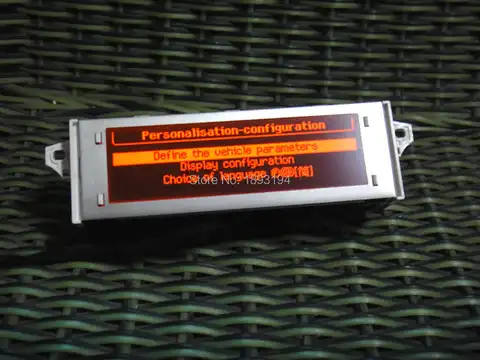 Personalisation-configuration
Define the vehicle parameters
Display configuration
Choice of language
Store No: 1893194